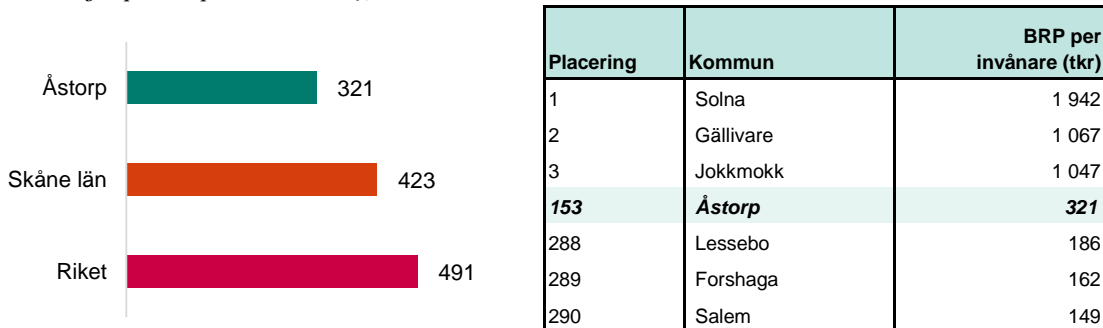 Åstorp 321
Skåne län 423
Riket 491
Placering Kommun BRP per invånare (tkr)
1 Solna 1 942
2 Gällivare 1 067
3 Jokkmokk 1 047
153 Åstorp 321
288 Lessebo 186
289 Forshaga 162
290 Salem 149